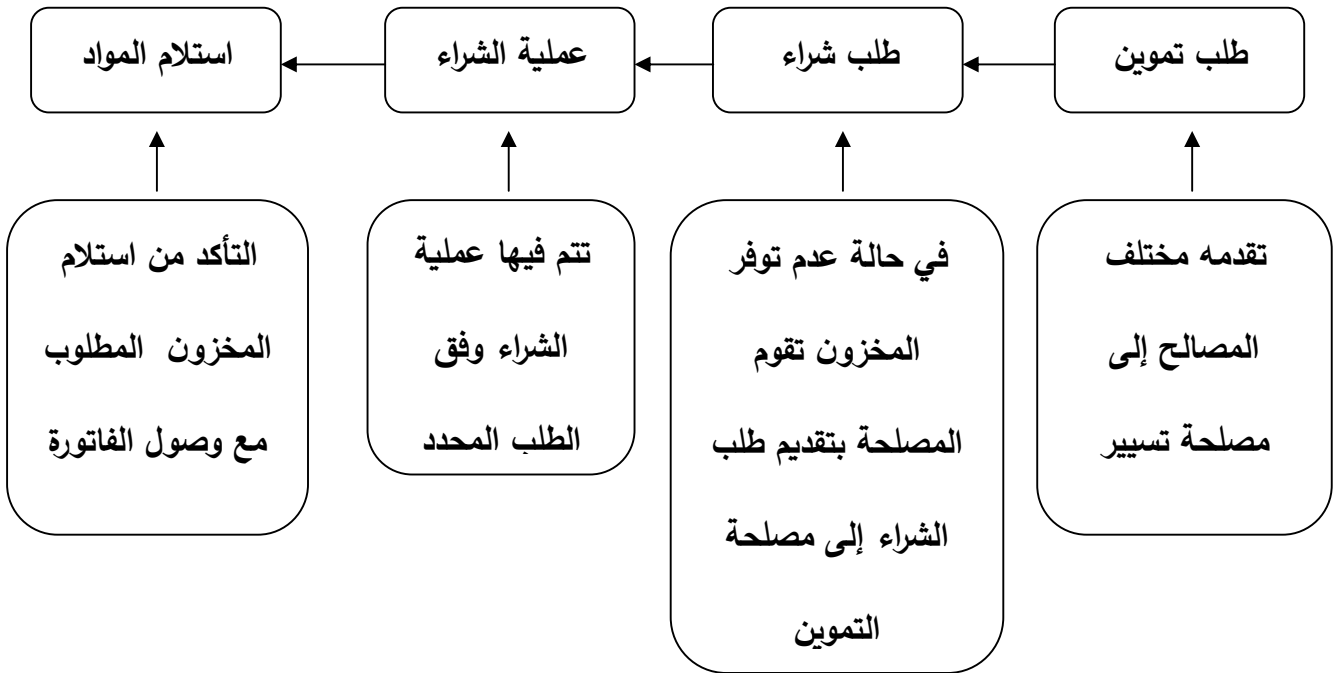 طلب تموين
طلب شراء
عملية الشراء
استلام المواد
تقدمه مختلف
المصالح إلى
مصلحة تسيير
في حالة عدم توفر
المخزون تقوم
المصلحة بتقديم طلب
الشراء إلى مصلحة
التموين
تتم فيها عملية
الشراء وفق
الطلب المحدد
التأكد من استلام
المخزون المطلوب
مع وصول الفاتورة